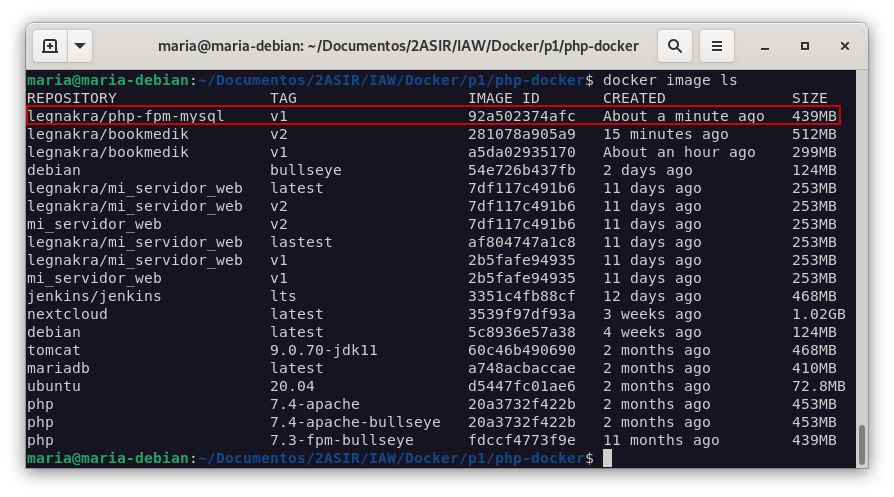 maria@maria-debian: ~/Documentos/2ASIR/IAW/Docker/p1/php-docker
maria@maria-debian:~/Documentos/2ASIR/IAW/Docker/p1/php-docker$ docker image ls
REPOSITORY TAG IMAGE ID CREATED SIZE
legnakra/php-fpm-mysql v1 92a502374afc About a minute ago 439MB
legnakra/bookmedik v2 281078a905a9 15 minutes ago 512MB
legnakra/bookmedik v1 a5da02935170 About an hour ago 299MB
debian bullseye 54e726b437fb 2 days ago 124MB
legnakra/mi_servidor_web latest 7df117c491b6 11 days ago 253MB
legnakra/mi_servidor_web v2 7df117c491b6 11 days ago 253MB
mi_servidor_web v2 7df117c491b6 11 days ago 253MB
legnakra/mi_servidor_web lastest af804747a1c8 11 days ago 253MB
legnakra/mi_servidor_web v1 2b5fafe94935 11 days ago 253MB
mi_servidor_web v1 2b5fafe94935 11 days ago 253MB
jenkins/jenkins lts 3351c4fb88cf 12 days ago 468MB
nextcloud latest 3539f97df93a 3 weeks ago 1.02GB
debian latest 5c8936e57a38 4 weeks ago 124MB
tomcat 9.0.70-jdk11 60c46b490690 2 months ago 468MB
mariadb latest a748acbaccae 2 months ago 410MB
ubuntu 20.04 d5447fc01ae6 2 months ago 72.8MB
php 7.4-apache 20a3732f422b 2 months ago 453MB
php 7.4-apache-bullseye 20a3732f422b 2 months ago 453MB
php 7.3-fpm-bullseye fdccf4773f9e 11 months ago 439MB
maria@maria-debian:~/Documentos/2ASIR/IAW/Docker/p1/php-docker$